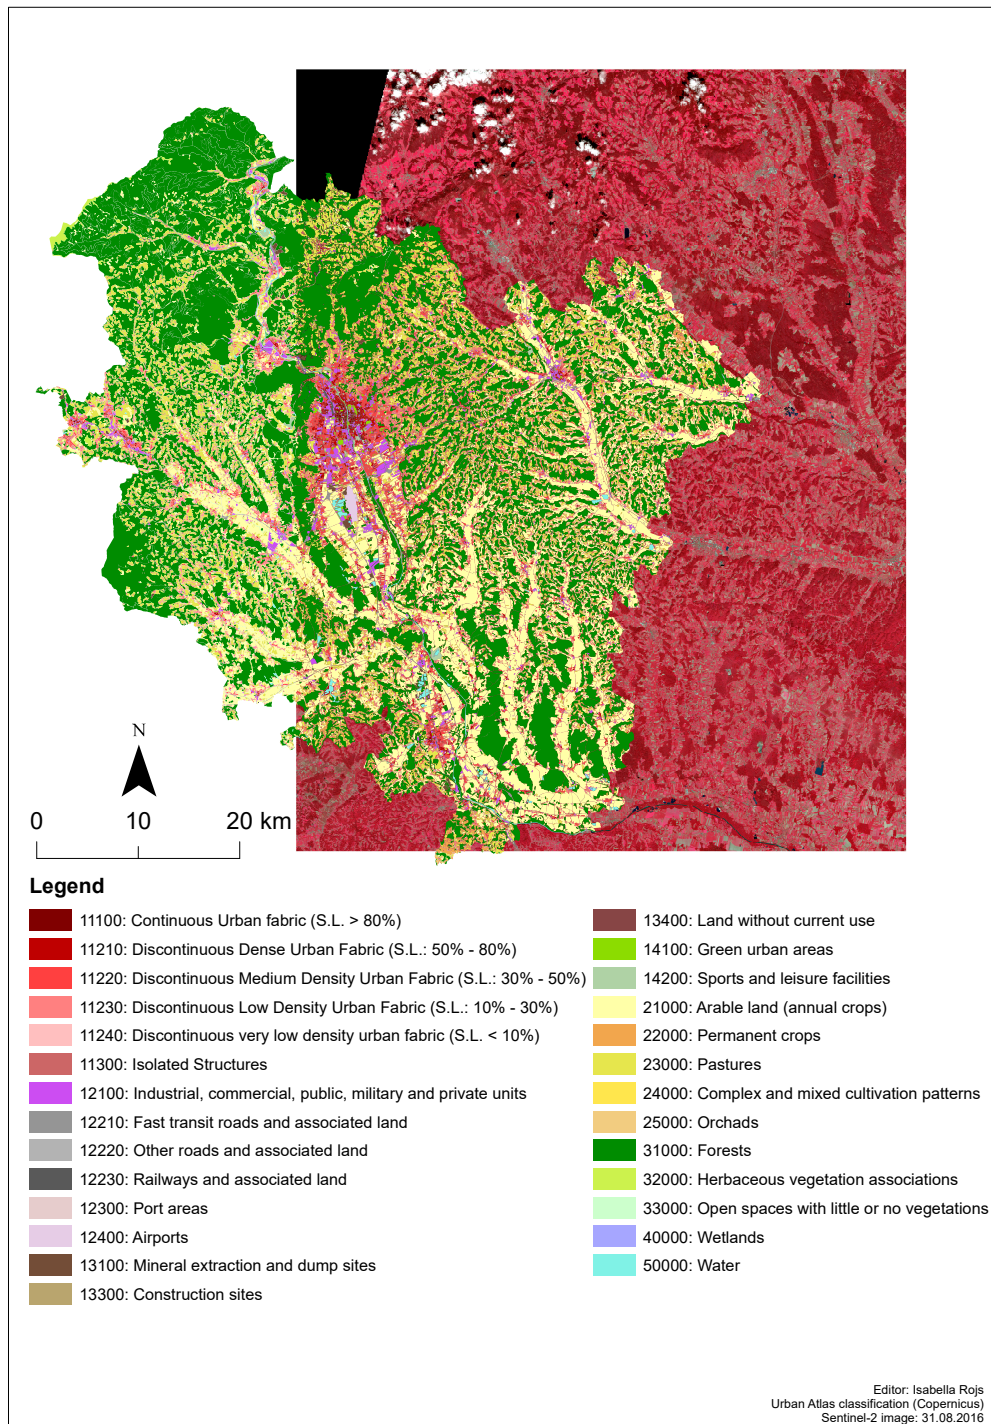 N
0 10 20 km
Legend
11100: Continuous Urban fabric (S.L. > 80%)
11210: Discontinuous Dense Urban Fabric (S.L.: 50% - 80%)
11220: Discontinuous Medium Density Urban Fabric (S.L.: 30% - 50%)
11230: Discontinuous Low Density Urban Fabric (S.L.: 10% - 30%)
11240: Discontinuous very low density urban fabric (S.L. < 10%)
11300: Isolated Structures
12100: Industrial, commercial, public, military and private units
12210: Fast transit roads and associated land
12220: Other roads and associated land
12230: Railways and associated land
12300: Port areas
12400: Airports
13100: Mineral extraction and dump sites
13300: Construction sites
13400: Land without current use
14100: Green urban areas
14200: Sports and leisure facilities
21000: Arable land (annual crops)
22000: Permanent crops
23000: Pastures
24000: Complex and mixed cultivation patterns
25000: Orchads
31000: Forests
32000: Herbaceous vegetation associations
33000: Open spaces with little or no vegetations
40000: Wetlands
50000: Water
Editor: Isabella Rojs
Urban Atlas classification (Copernicus)
Sentinel-2 image: 31.08.2016